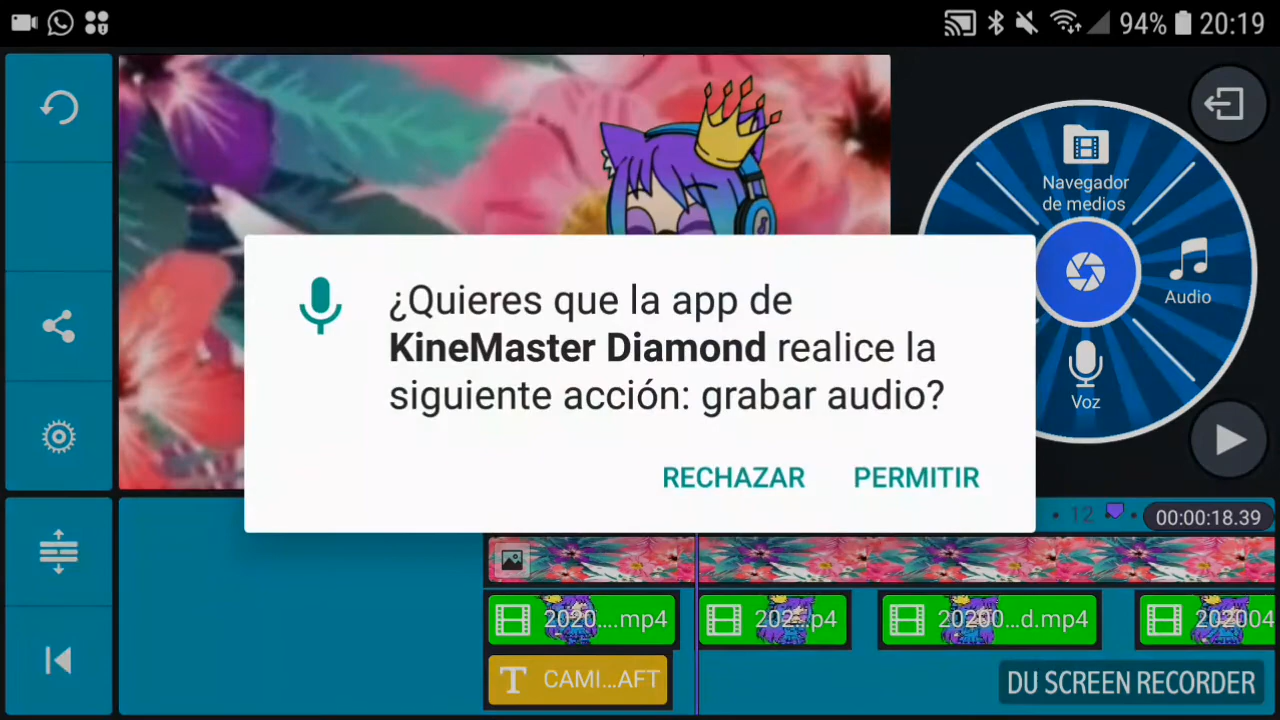 94% 20:19
Navegador
de medios
Audio
Voz
¿Quieres que la app de
KineMaster Diamond realice la
siguiente acción: grabar audio?
RECHAZAR PERMITIR
12 00:00:18.39
2020....mp4 202...p4 20200...d.mp4 202004
CAMI...AFT
DU SCREEN RECORDER